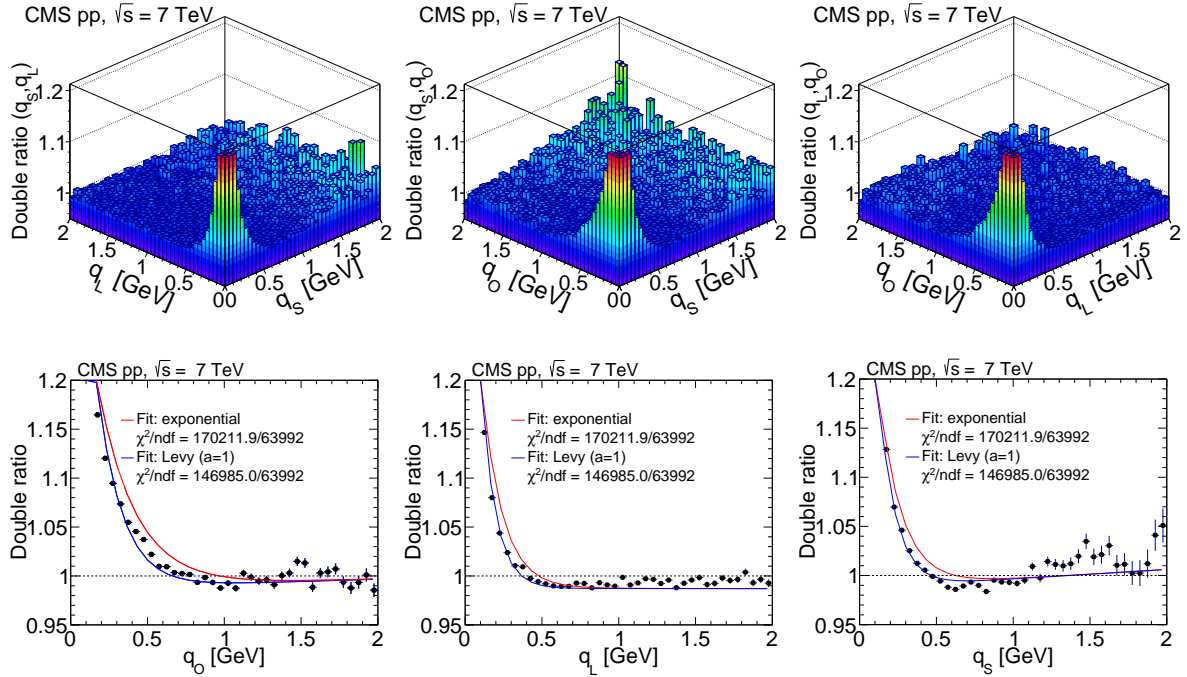 CMS pp, √s = 7 TeV
Double ratio (q_S,q_L)
1.2
1.1
1
2
1.5
1
0.5
00
0.5
1
1.5
2
q_L [GeV]
q_S [GeV]
CMS pp, √s = 7 TeV
Double ratio (q_S,q_O)
1.2
1.1
1
2
1.5
1
0.5
00
0.5
1
1.5
2
q_O [GeV]
q_S [GeV]
CMS pp, √s = 7 TeV
Double ratio (q_L,q_O)
1.2
1.1
1
2
1.5
1
0.5
00
0.5
1
1.5
2
q_O [GeV]
q_L [GeV]
CMS pp, √s = 7 TeV
Double ratio
1.2
1.15
1.1
1.05
1
0.95
Fit: exponential
χ²/ndf = 170211.9/63992
Fit: Levy (a=1)
χ²/ndf = 146985.0/63992
0 0.5 1 1.5 2
q_O [GeV]
CMS pp, √s = 7 TeV
Double ratio
1.2
1.15
1.1
1.05
1
0.95
Fit: exponential
χ²/ndf = 170211.9/63992
Fit: Levy (a=1)
χ²/ndf = 146985.0/63992
0 0.5 1 1.5 2
q_L [GeV]
CMS pp, √s = 7 TeV
Double ratio
1.2
1.15
1.1
1.05
1
0.95
Fit: exponential
χ²/ndf = 170211.9/63992
Fit: Levy (a=1)
χ²/ndf = 146985.0/63992
0 0.5 1 1.5 2
q_S [GeV]